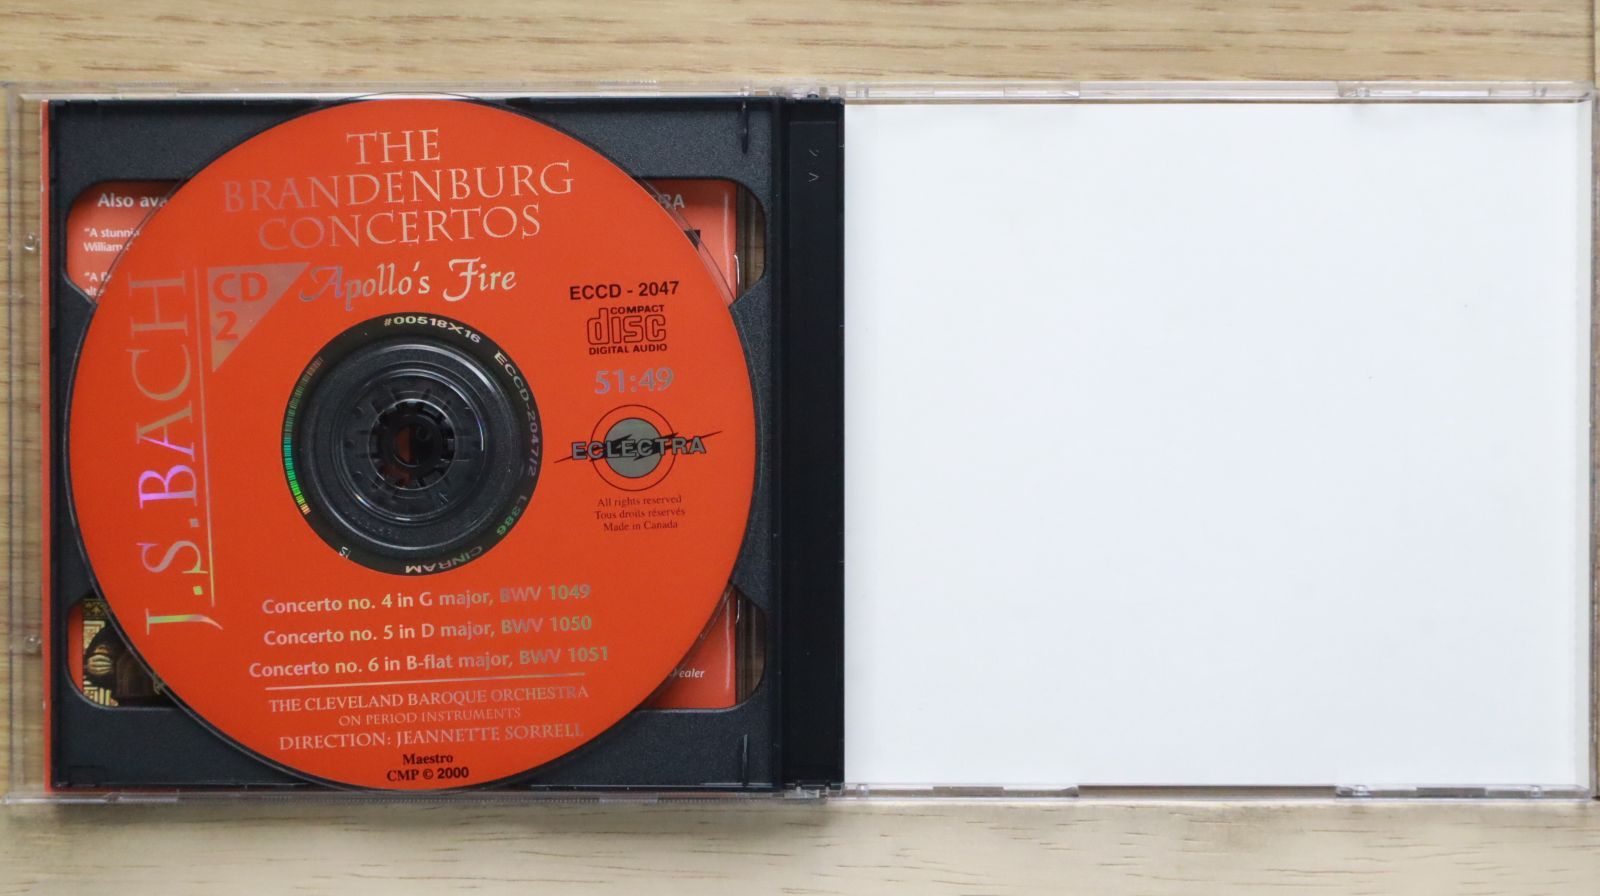 THE
BRANDENBURG
CONCERTOS
Apollo's Fire
CD
2
J.S.BACH
ECCD - 2047
COMPACT
disc
DIGITAL AUDIO
51:49
ECLECTRA
All rights reserved
Tous droits réservés
Made in Canada
#00518X16 ECCD-2047/2 L386 CINRAM
Concerto no. 4 in G major, BWV 1049
Concerto no. 5 in D major, BWV 1050
Concerto no. 6 in B-flat major, BWV 1051
THE CLEVELAND BAROQUE ORCHESTRA
ON PERIOD INSTRUMENTS
DIRECTION: JEANNETTE SORRELL
Maestro
CMP © 2000
Also
"A
William
"A